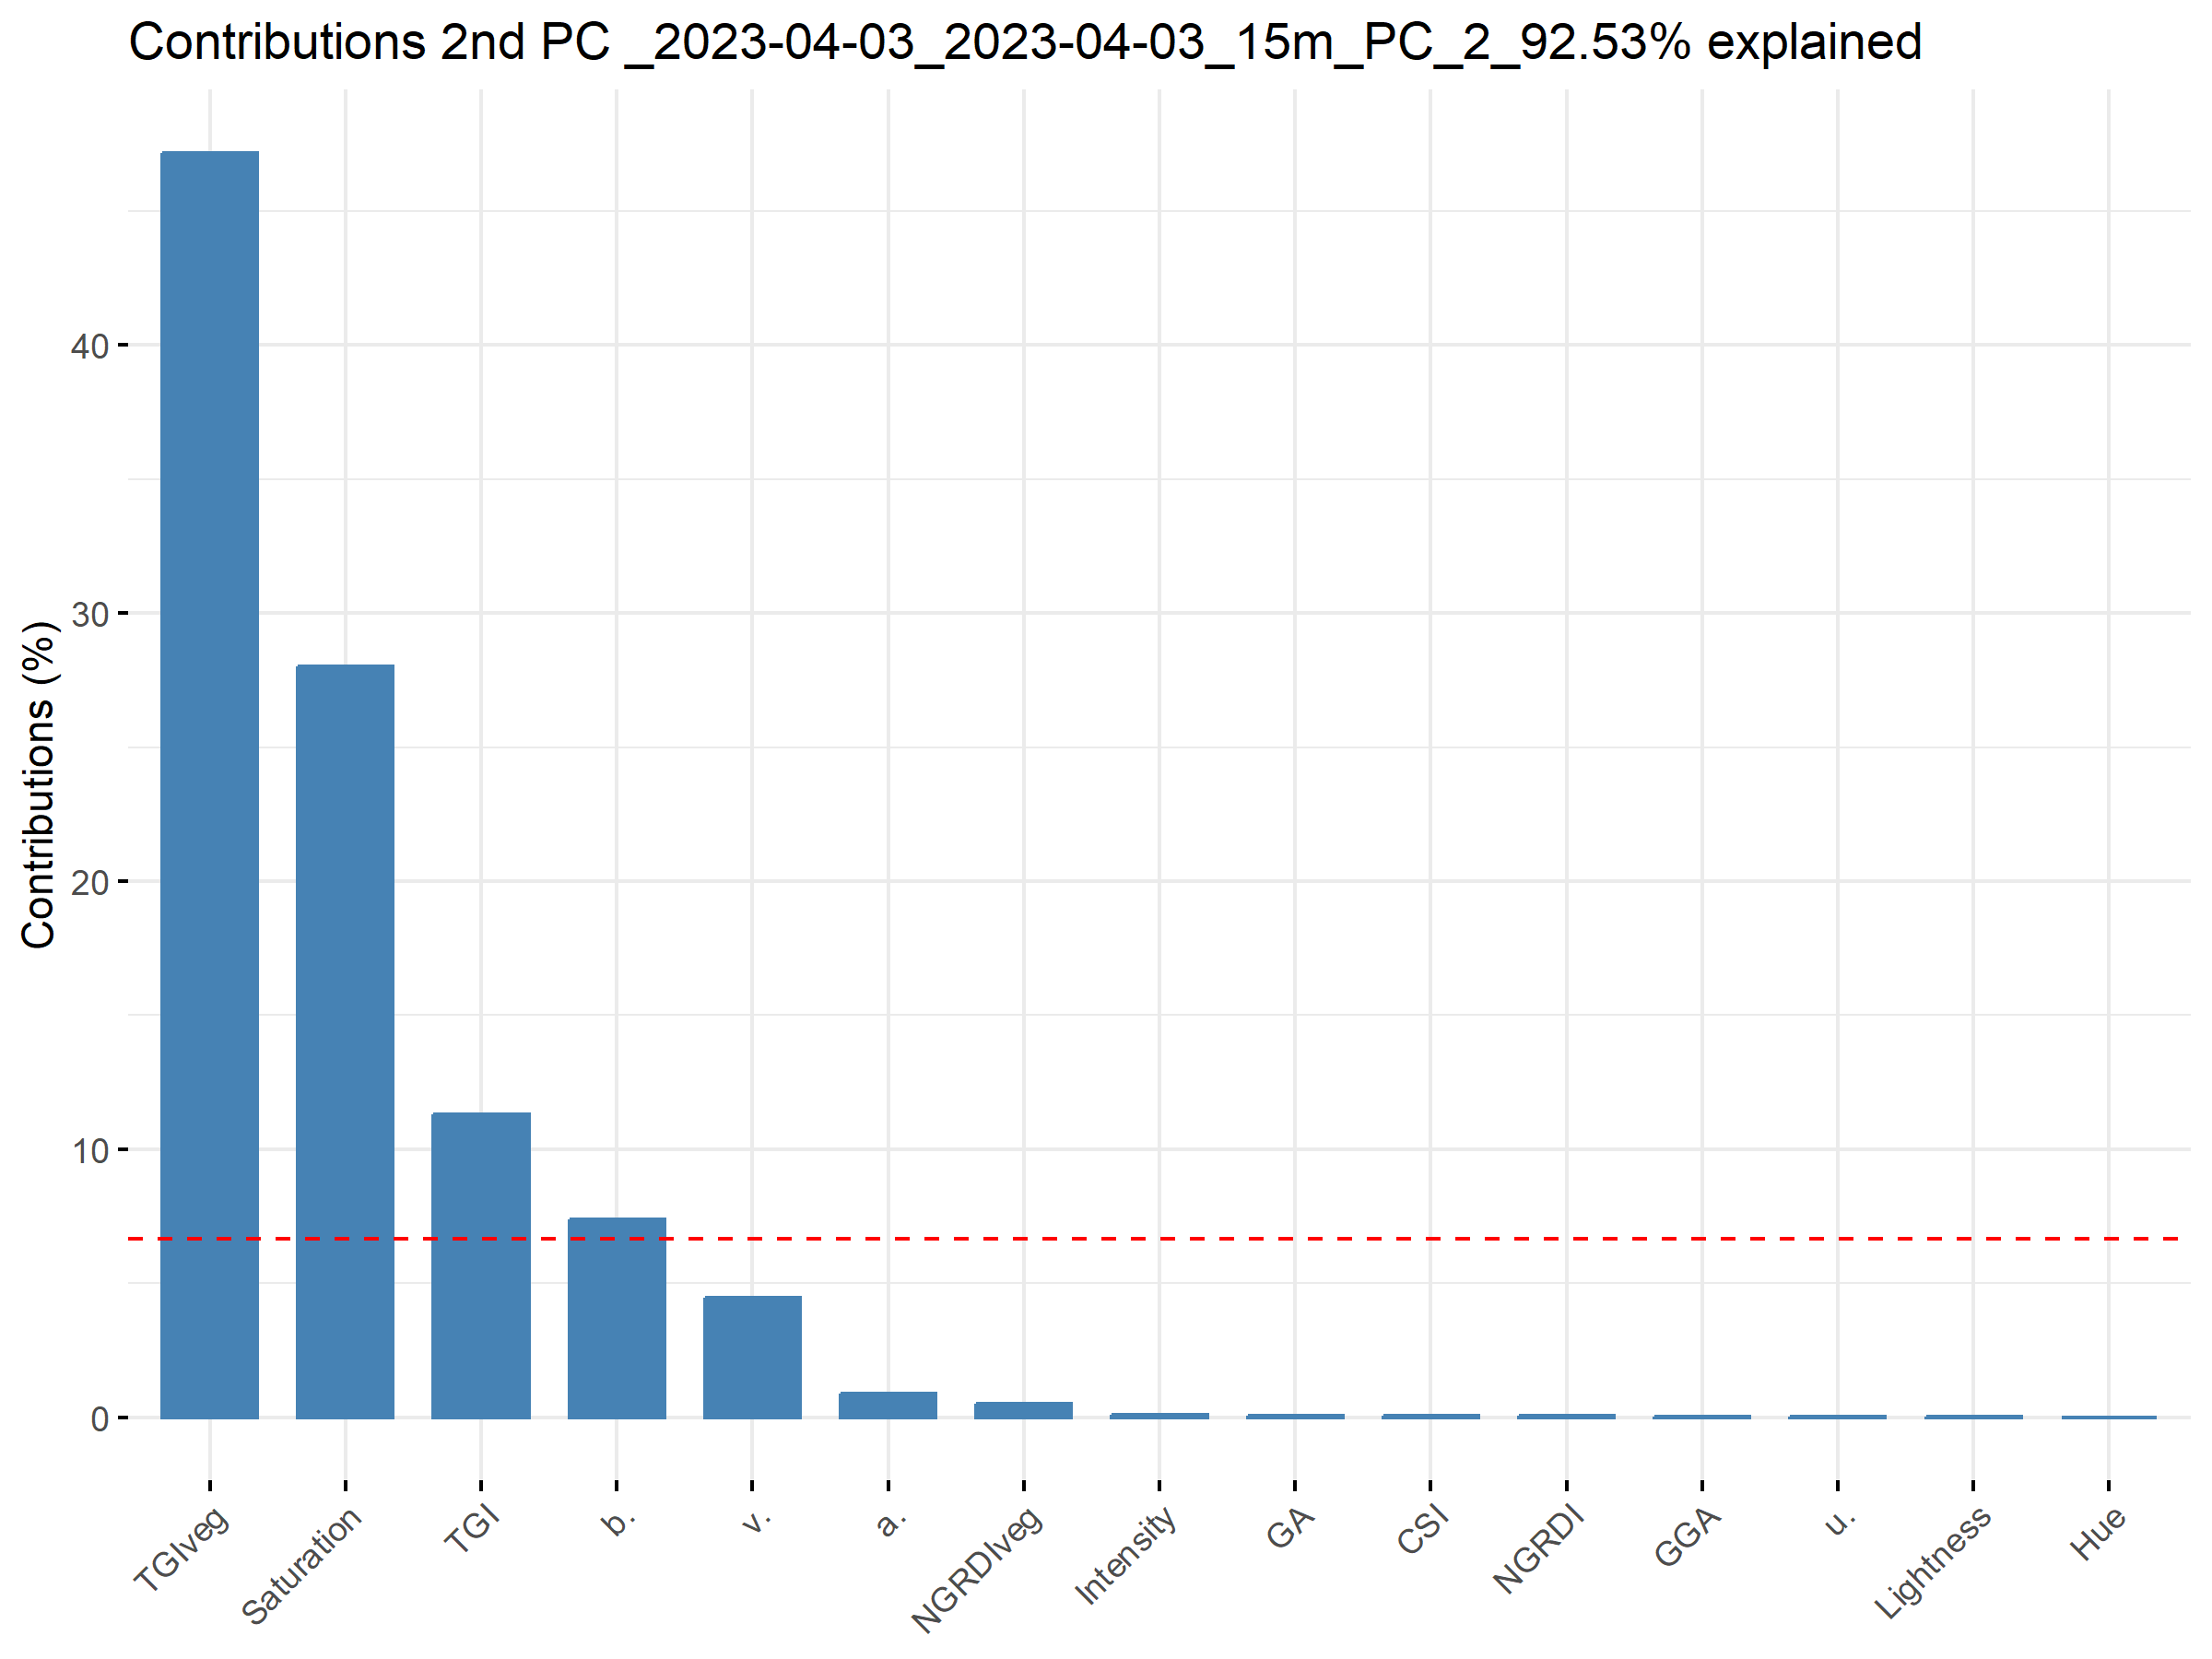 Contributions 2nd PC _2023-04-03_2023-04-03_15m_PC_2_92.53% explained
Contributions (%)
40
30
20
10
0
TGIveg
Saturation
TGI
b.
v.
a.
NGRDIveg
Intensity
GA
CSI
NGRDI
GGA
u.
Lightness
Hue